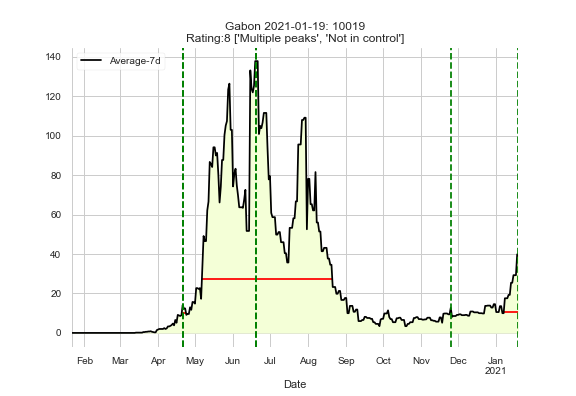 Gabon 2021-01-19: 10019
Rating:8 ['Multiple peaks', 'Not in control']
Average-7d
140
120
100
80
60
40
20
0
Feb Mar Apr May Jun Jul Aug Sep Oct Nov Dec Jan
2021
Date